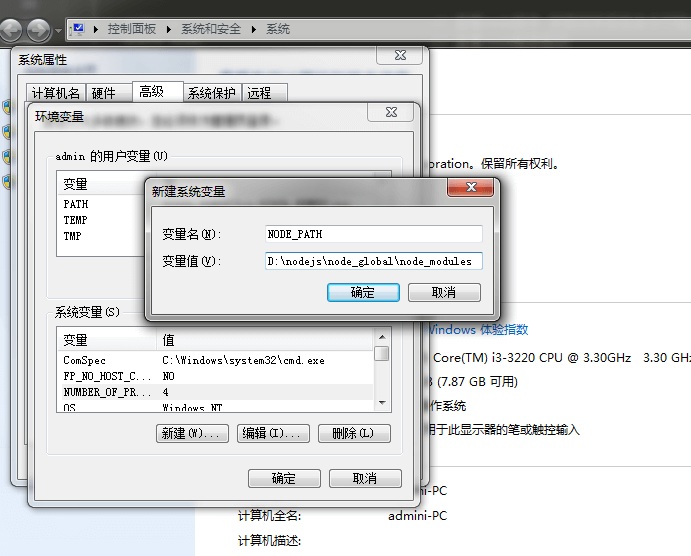 控制面板 ▸ 系统和安全 ▸ 系统
系统属性
计算机名 硬件 高级 系统保护 远程
环境变量
admin 的用户变量(U)
变量
PATH
TEMP
TMP
新建系统变量
变量名(N): NODE_PATH
变量值(V): D:\nodejs\node_global\node_modules
确定 取消
系统变量(S)
变量 值
ComSpec C:\Windows\system32\cmd.exe
FP_NO_HOST_C... NO
NUMBER_OF_PR... 4
OS Windows_NT
新建(W)... 编辑(I)... 删除(L)
确定 取消
oration。保留所有权利。
Windows 体验指数
Core(TM) i3-3220 CPU @ 3.30GHz 3.30 GH
(7.87 GB 可用)
作系统
用于此显示器的笔或触控输入
ni-PC
计算机全名: admini-PC
计算机描述: